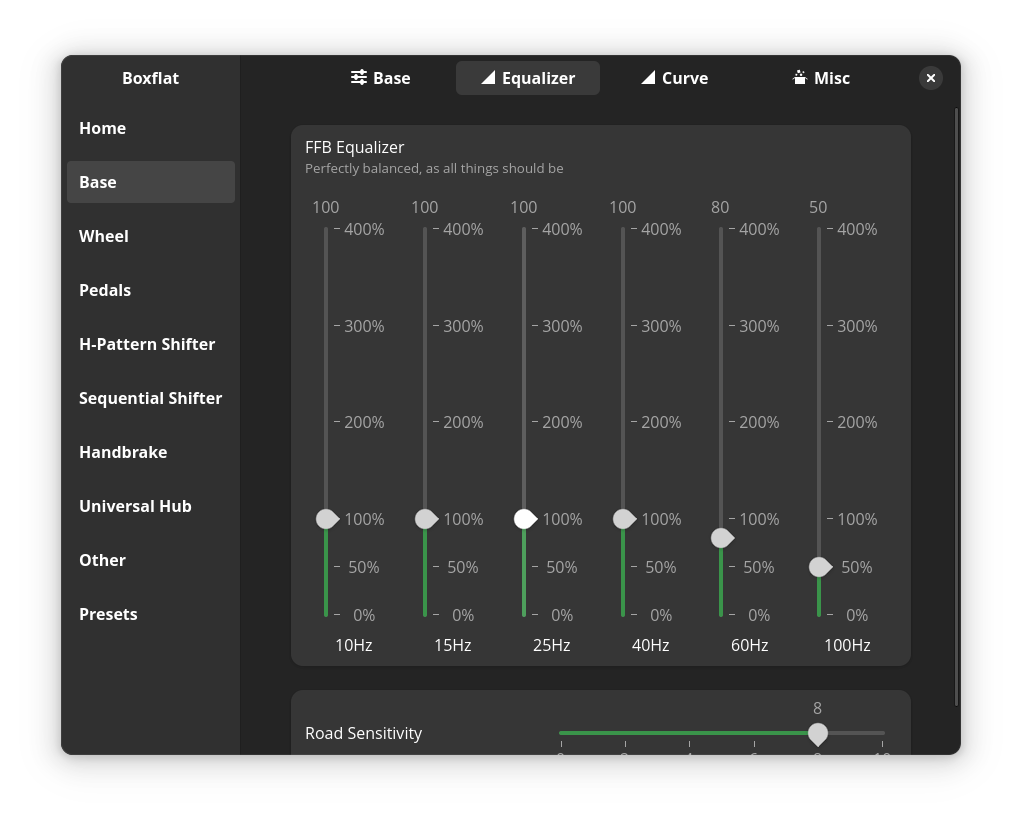 Boxflat
Base
Equalizer
Curve
Misc
Home
Base
Wheel
Pedals
H-Pattern Shifter
Sequential Shifter
Handbrake
Universal Hub
Other
Presets
FFB Equalizer
Perfectly balanced, as all things should be
100 100 100 100 80 50
400% 400% 400% 400% 400% 400%
300% 300% 300% 300% 300% 300%
200% 200% 200% 200% 200% 200%
100% 100% 100% 100% 100%
50% 50% 50% 50% 50% 50%
0% 0% 0% 0% 0% 0%
10Hz 15Hz 25Hz 40Hz 60Hz 100Hz
8
Road Sensitivity